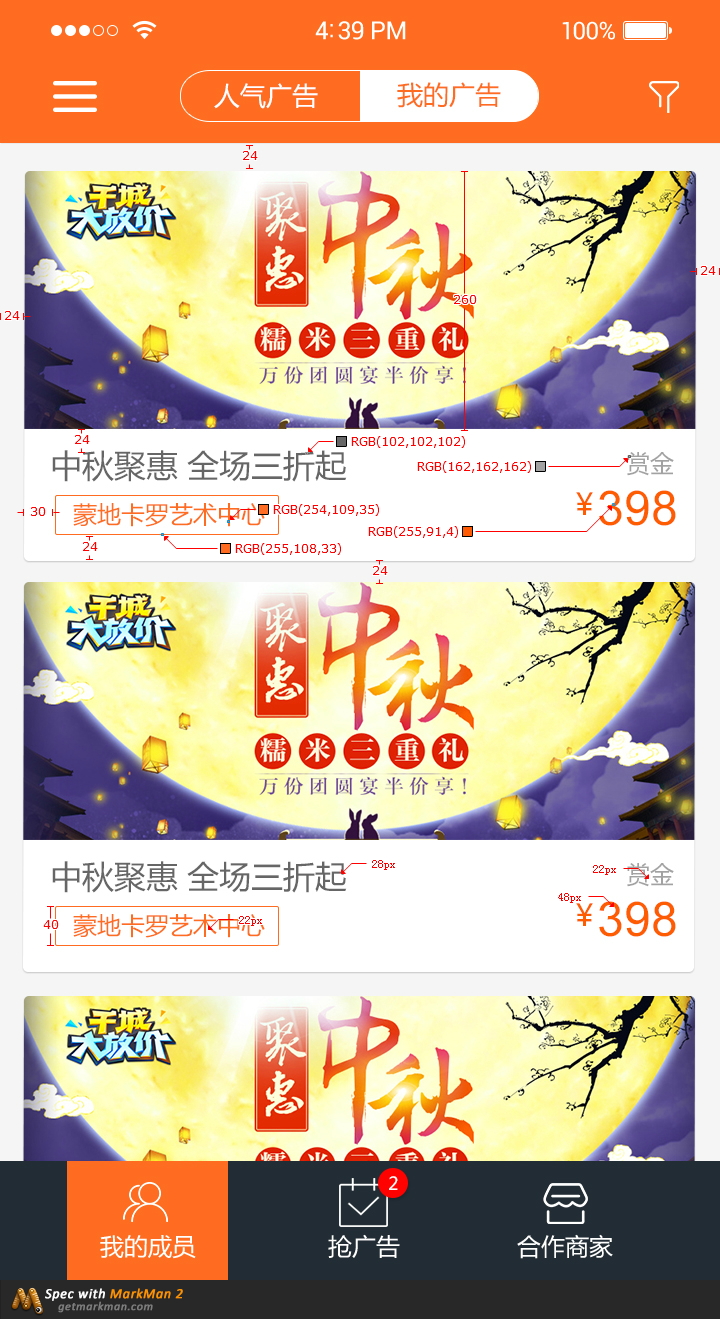 4:39 PM
100%
人气广告
我的广告
24
千城
大放价
聚惠
中秋
24
24
260
糯米三重礼
万份团圆宴半价享!
24
RGB(102,102,102)
中秋聚惠 全场三折起
RGB(162,162,162)
赏金
30
蒙地卡罗艺术中心
RGB(254,109,35)
¥398
RGB(255,91,4)
24
RGB(255,108,33)
24
千城
大放价
聚惠
中秋
糯米三重礼
万份团圆宴半价享!
中秋聚惠 全场三折起
28px
22px
赏金
48px
40
蒙地卡罗艺术中心
22px
¥398
千城
大放价
聚惠
中秋
糯米三重礼
2
我的成员
抢广告
合作商家
Spec with MarkMan 2
getmarkman.com